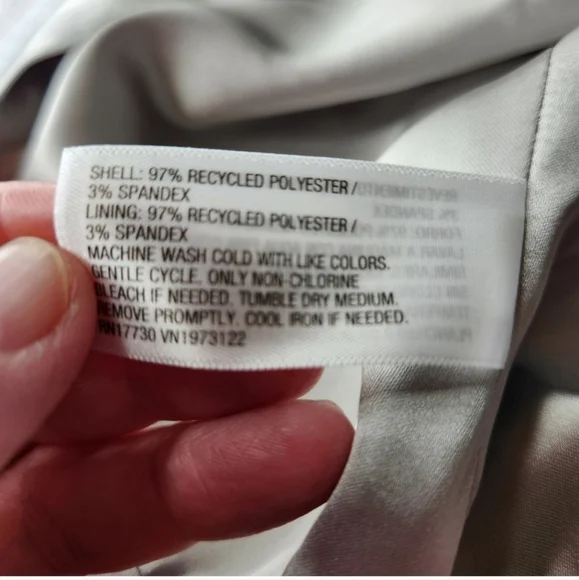 SHELL: 97% RECYCLED POLYESTER/
3% SPANDEX
LINING: 97% RECYCLED POLYESTER/
3% SPANDEX
MACHINE WASH COLD WITH LIKE COLORS.
GENTLE CYCLE. ONLY NON-CHLORINE
BLEACH IF NEEDED. TUMBLE DRY MEDIUM.
REMOVE PROMPTLY. COOL IRON IF NEEDED.
RN17730 VN1973122